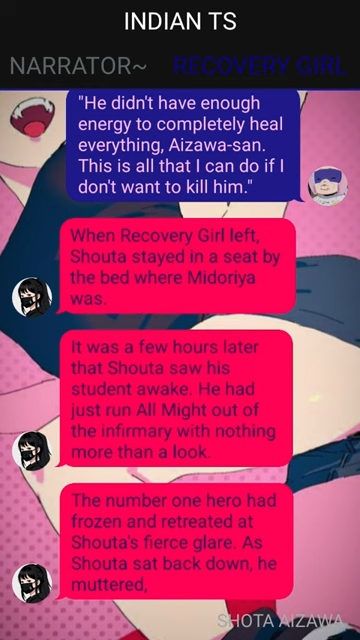 INDIAN TS
NARRATOR~ RECOVERY GIRL
"He didn't have enough
energy to completely heal
everything, Aizawa-san.
This is all that I can do if I
don't want to kill him."
When Recovery Girl left,
Shouta stayed in a seat by
the bed where Midoriya
was.
It was a few hours later
that Shouta saw his
student awake. He had
just run All Might out of
the infirmary with nothing
more than a look.
The number one hero had
frozen and retreated at
Shouta's fierce glare. As
Shouta sat back down, he
muttered,
SHOTA AIZAWA